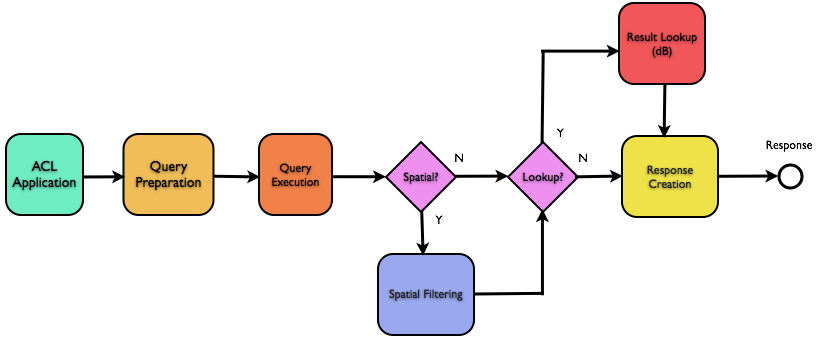 Result Lookup
(dB)
ACL
Application
Query
Preparation
Query
Execution
Spatial?
N
Y
Lookup?
Y
N
Response
Creation
Response
Spatial Filtering